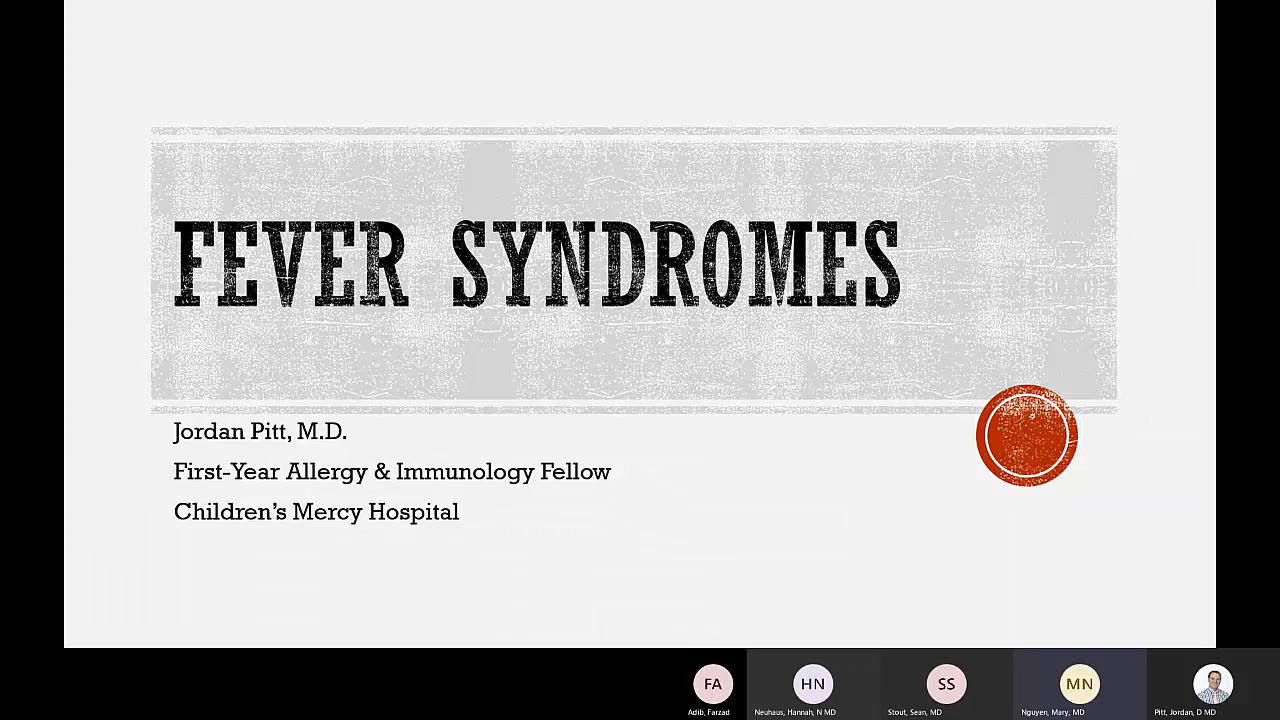 FEVER SYNDROMES
Jordan Pitt, M.D.
First-Year Allergy & Immunology Fellow
Children's Mercy Hospital
FA
HN
SS
MN
Adib, Farzad
Neuhaus, Hannah, N MD
Stout, Sean, MD
Nguyen, Mary, MD
Pitt, Jordan, D MD